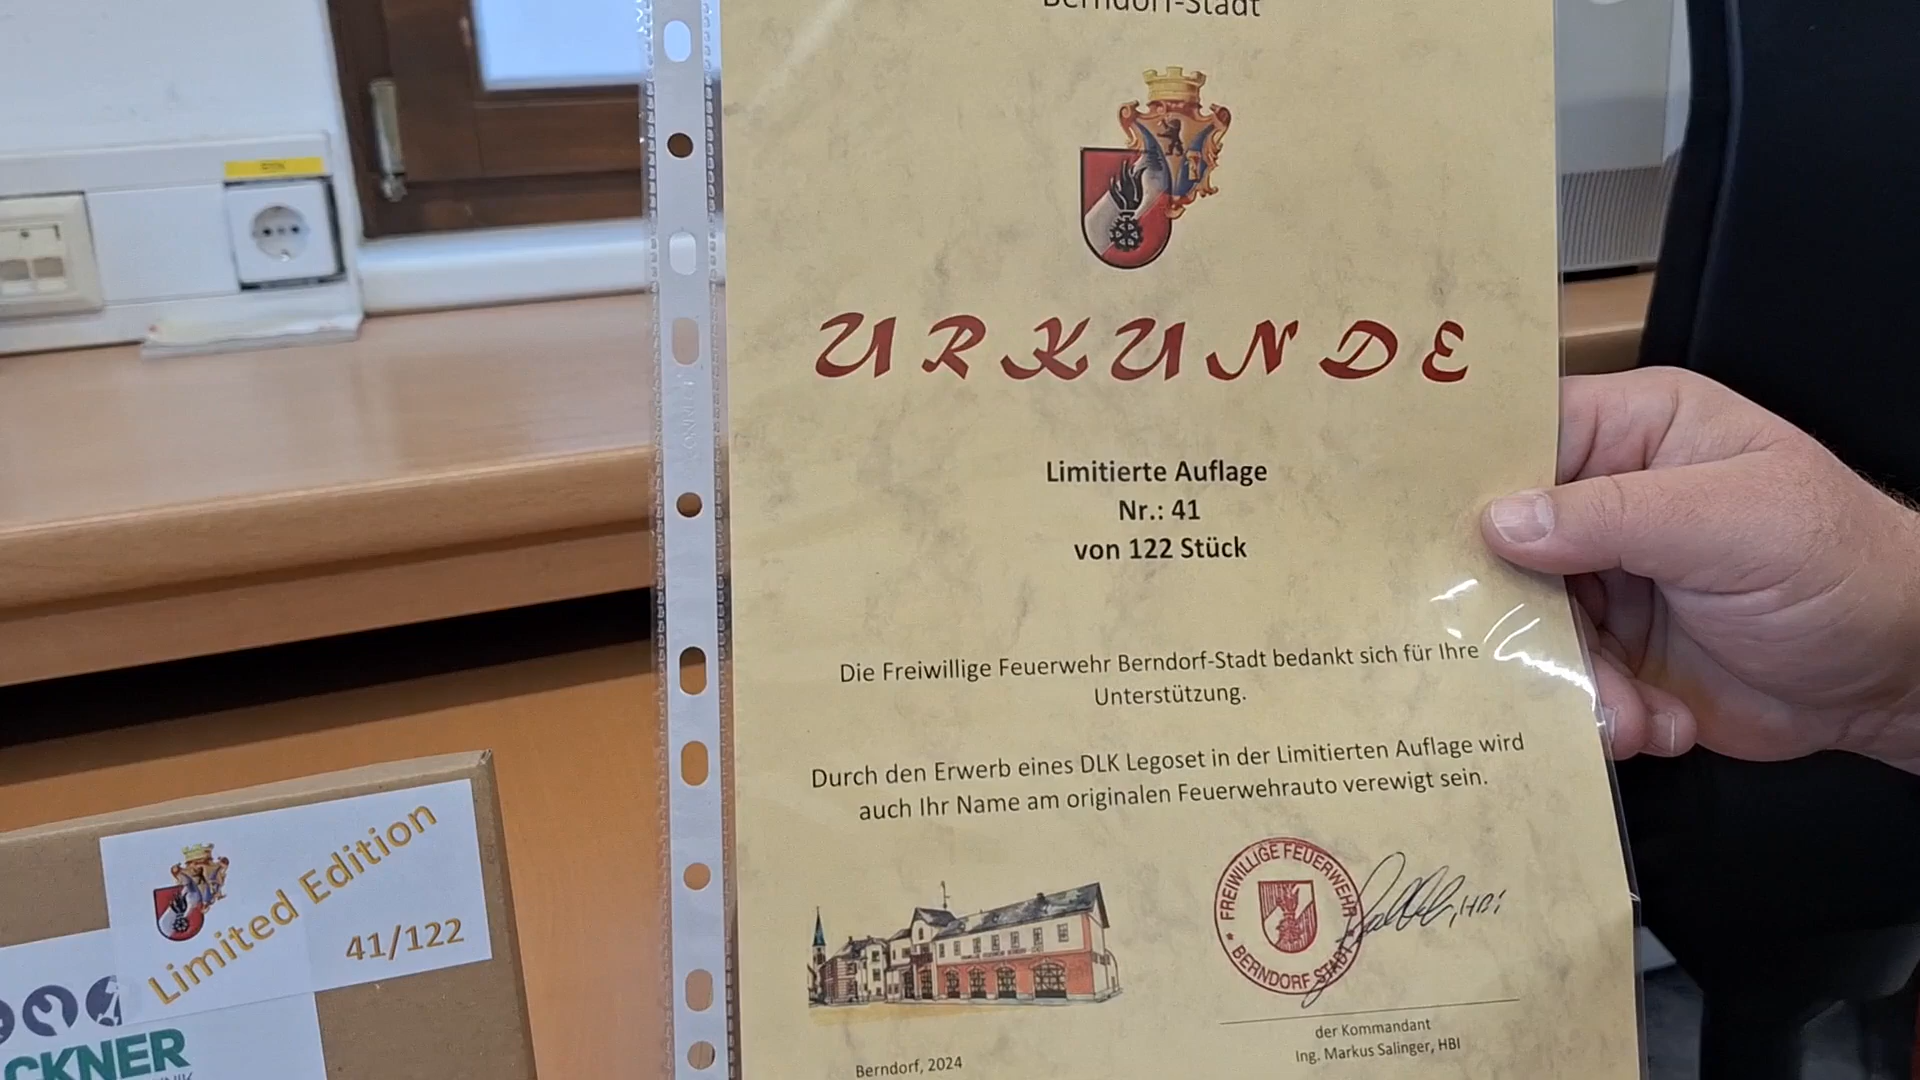 Berndorf-Stadt
URKUNDE
Limitierte Auflage
Nr.: 41
von 122 Stück
Die Freiwillige Feuerwehr Berndorf-Stadt bedankt sich für Ihre
Unterstützung.
Durch den Erwerb eines DLK Legoset in der Limitierten Auflage wird
auch Ihr Name am originalen Feuerwehrauto verewigt sein.
FREIWILLIGE FEUERWEHR
BERNDORF STADT
, HBI
der Kommandant
Ing. Markus Salinger, HBI
Berndorf, 2024
Limited Edition
41/122
CKNER